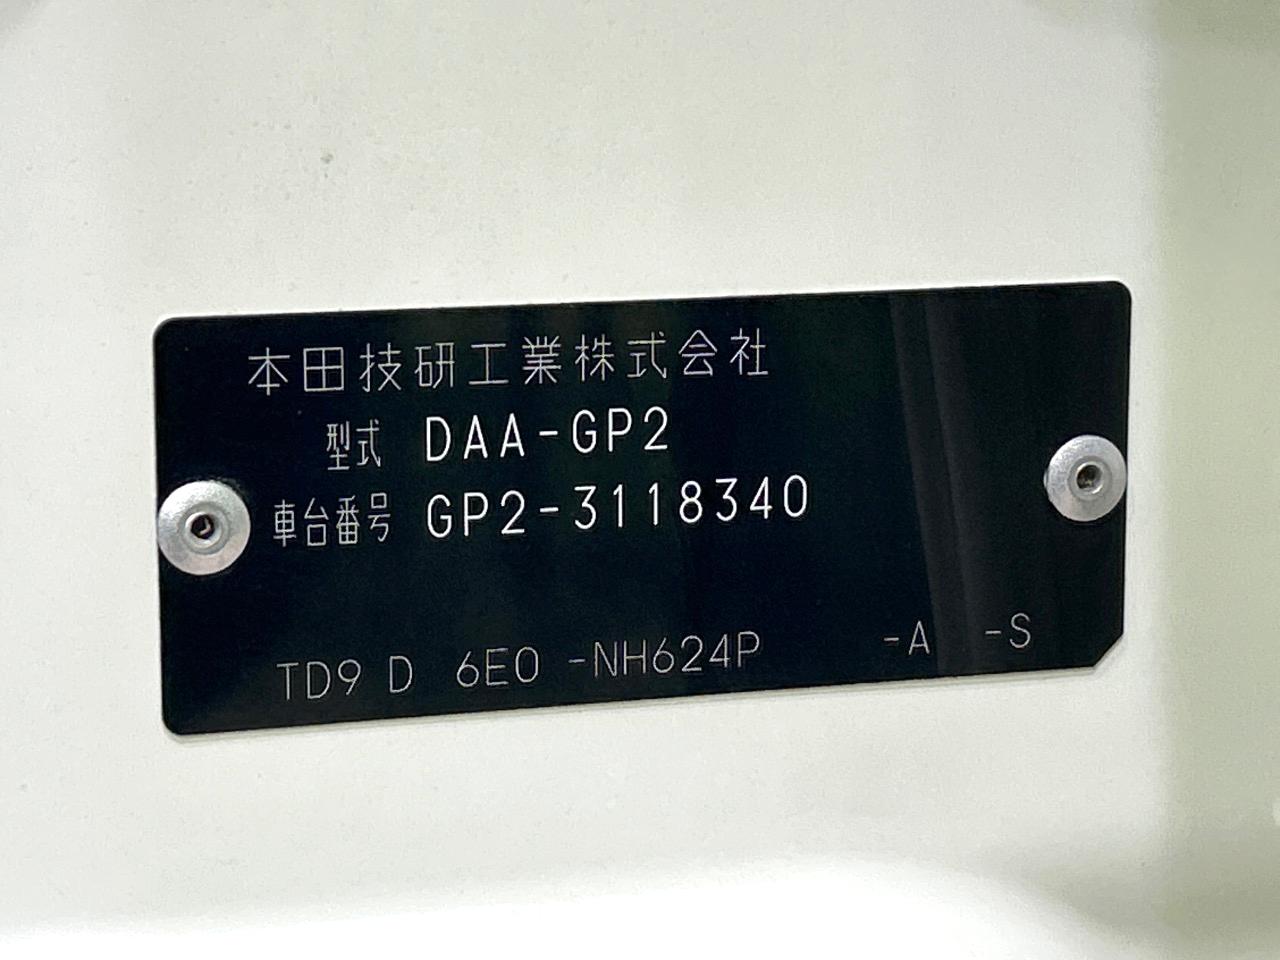 本田技研工業株式会社
型式 DAA-GP2
車台番号 GP2-3118340
TD9 D 6E0 -NH624P -A -S